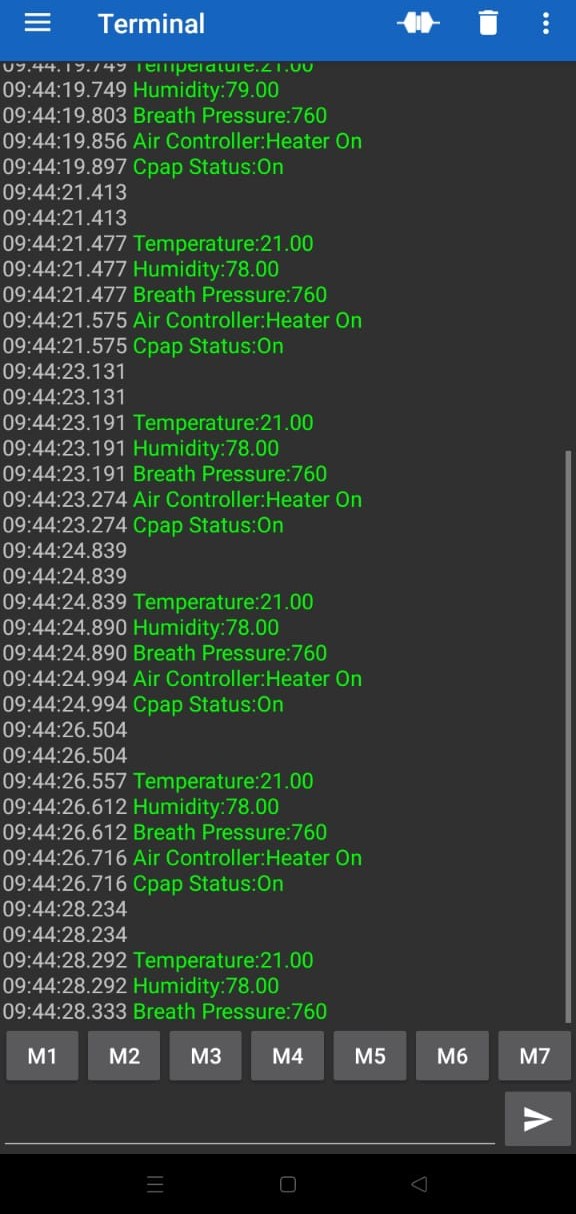 Terminal
09:44:19.749 Temperature:21.00
09:44:19.749 Humidity:79.00
09:44:19.803 Breath Pressure:760
09:44:19.856 Air Controller:Heater On
09:44:19.897 Cpap Status:On
09:44:21.413
09:44:21.413
09:44:21.477 Temperature:21.00
09:44:21.477 Humidity:78.00
09:44:21.477 Breath Pressure:760
09:44:21.575 Air Controller:Heater On
09:44:21.575 Cpap Status:On
09:44:23.131
09:44:23.131
09:44:23.191 Temperature:21.00
09:44:23.191 Humidity:78.00
09:44:23.191 Breath Pressure:760
09:44:23.274 Air Controller:Heater On
09:44:23.274 Cpap Status:On
09:44:24.839
09:44:24.839
09:44:24.839 Temperature:21.00
09:44:24.890 Humidity:78.00
09:44:24.890 Breath Pressure:760
09:44:24.994 Air Controller:Heater On
09:44:24.994 Cpap Status:On
09:44:26.504
09:44:26.504
09:44:26.557 Temperature:21.00
09:44:26.612 Humidity:78.00
09:44:26.612 Breath Pressure:760
09:44:26.716 Air Controller:Heater On
09:44:26.716 Cpap Status:On
09:44:28.234
09:44:28.234
09:44:28.292 Temperature:21.00
09:44:28.292 Humidity:78.00
09:44:28.333 Breath Pressure:760
M1 M2 M3 M4 M5 M6 M7